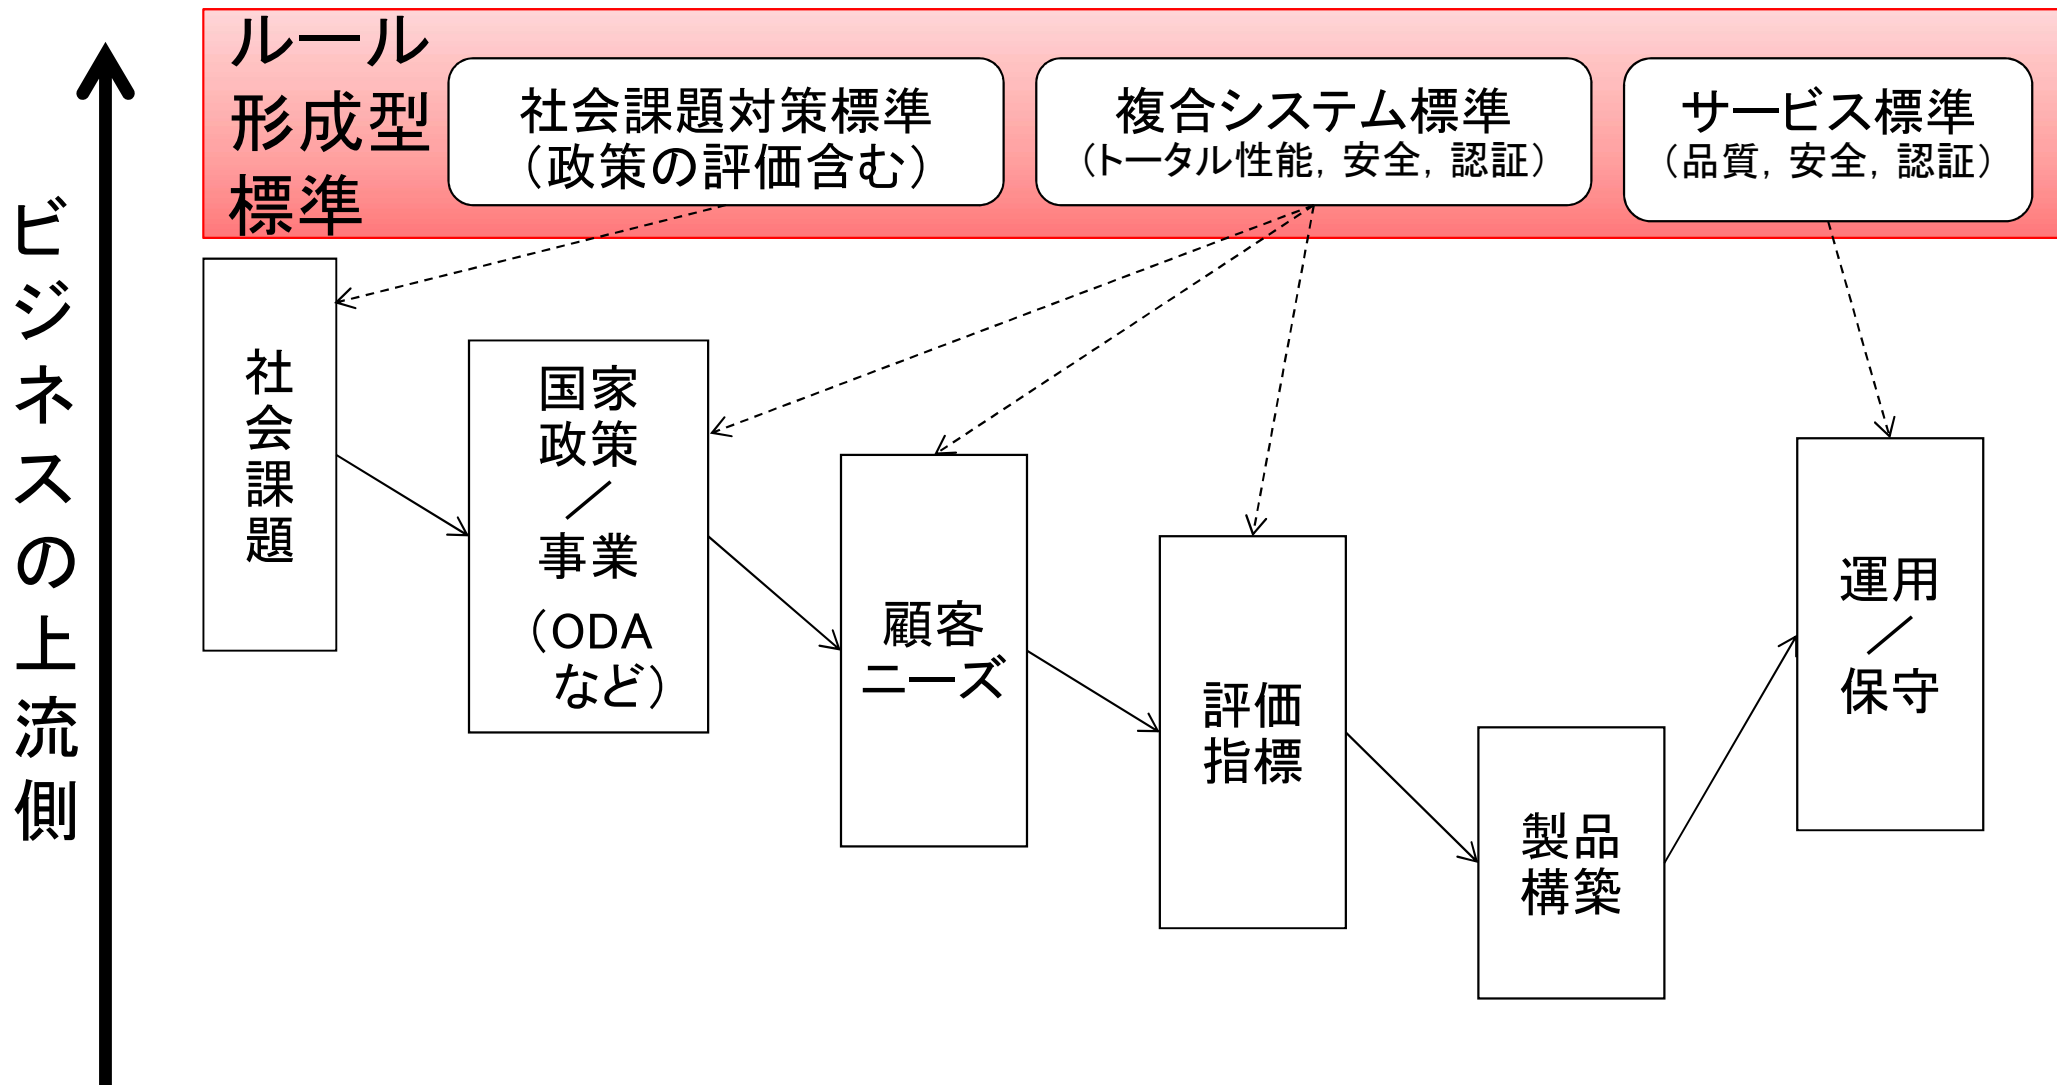 ルール
形成型
標準
社会課題対策標準
（政策の評価含む）
複合システム標準
（トータル性能，安全，認証）
サービス標準
（品質，安全，認証）
ビジネスの上流側
社会課題
国家
政策
／
事業
（ODA
など）
顧客
ニーズ
評価
指標
製品
構築
運用
／
保守